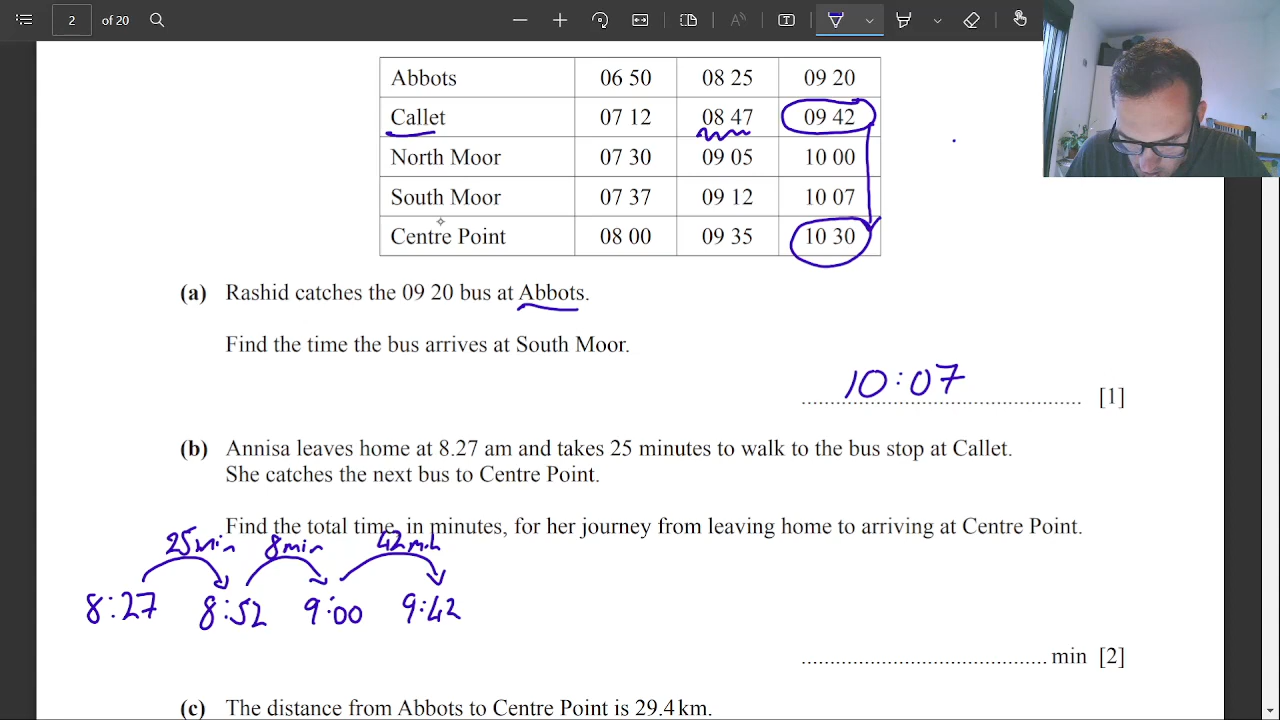 2 of 20
Abbots 06 50 08 25 09 20
Callet 07 12 08 47 09 42
North Moor 07 30 09 05 10 00
South Moor 07 37 09 12 10 07
Centre Point 08 00 09 35 10 30
(a) Rashid catches the 09 20 bus at Abbots.
Find the time the bus arrives at South Moor.
10:07
................................................ [1]
(b) Annisa leaves home at 8.27 am and takes 25 minutes to walk to the bus stop at Callet.
She catches the next bus to Centre Point.
Find the total time, in minutes, for her journey from leaving home to arriving at Centre Point.
25min 8min 42min
8:27 8:52 9:00 9:42
.......................................... min [2]
(c) The distance from Abbots to Centre Point is 29.4 km.